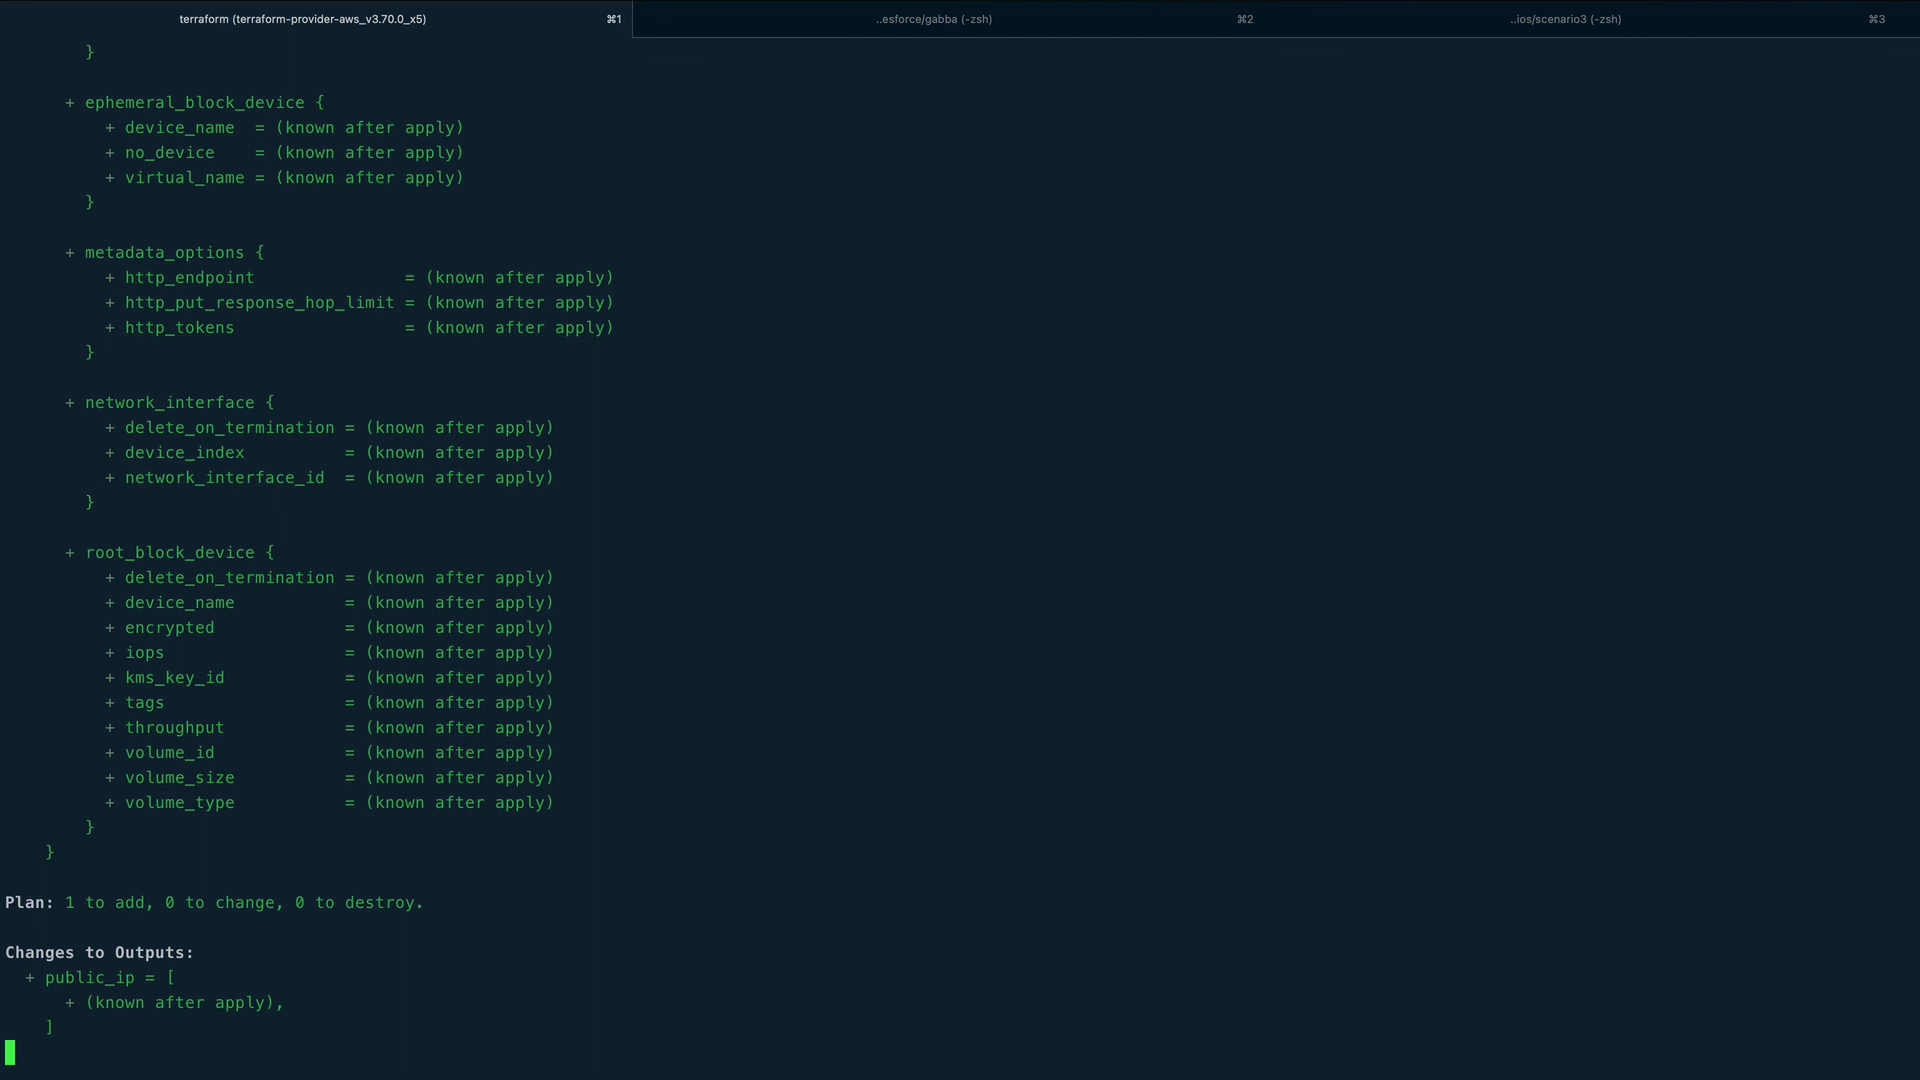 terraform (terraform-provider-aws_v3.70.0_x5) ⌘1 ..esforce/gabba (-zsh) ⌘2 ..ios/scenario3 (-zsh) ⌘3
}
+ ephemeral_block_device {
+ device_name  = (known after apply)
+ no_device    = (known after apply)
+ virtual_name = (known after apply)
}
+ metadata_options {
+ http_endpoint               = (known after apply)
+ http_put_response_hop_limit = (known after apply)
+ http_tokens                 = (known after apply)
}
+ network_interface {
+ delete_on_termination = (known after apply)
+ device_index          = (known after apply)
+ network_interface_id  = (known after apply)
}
+ root_block_device {
+ delete_on_termination = (known after apply)
+ device_name           = (known after apply)
+ encrypted             = (known after apply)
+ iops                  = (known after apply)
+ kms_key_id            = (known after apply)
+ tags                  = (known after apply)
+ throughput            = (known after apply)
+ volume_id             = (known after apply)
+ volume_size           = (known after apply)
+ volume_type           = (known after apply)
}
}
Plan: 1 to add, 0 to change, 0 to destroy.
Changes to Outputs:
+ public_ip = [
+ (known after apply),
]